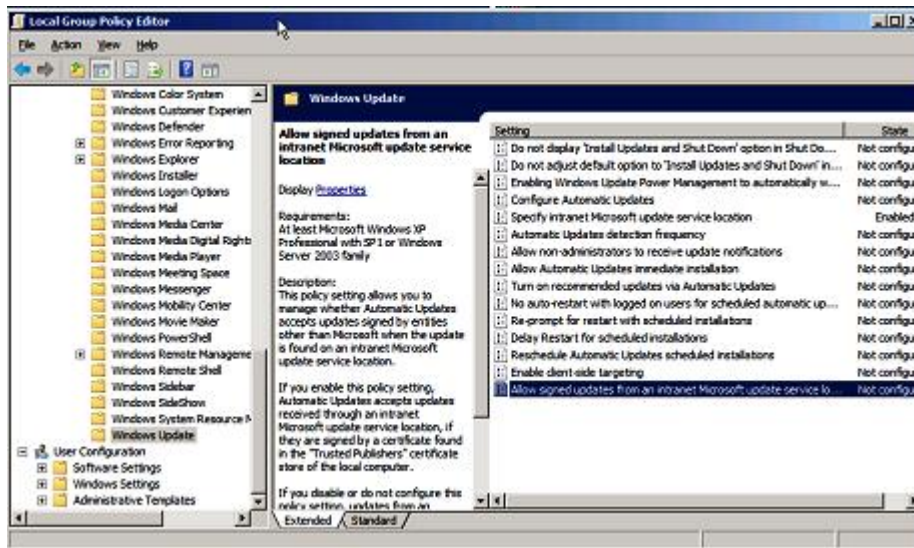 Local Group Policy Editor
File Action View Help
Windows Color System
Windows Customer Experien
Windows Defender
Windows Error Reporting
Windows Explorer
Windows Installer
Windows Logon Options
Windows Mail
Windows Media Center
Windows Media Digital Rights
Windows Media Player
Windows Meeting Space
Windows Messenger
Windows Mobility Center
Windows Movie Maker
Windows PowerShell
Windows Remote Manageme
Windows Remote Shell
Windows Sidebar
Windows SideShow
Windows System Resource M
Windows Update
User Configuration
Software Settings
Windows Settings
Administrative Templates
Windows Update
Allow signed updates from an
intranet Microsoft update service
location
Display Properties
Requirements:
At least Microsoft Windows XP
Professional with SP1 or Windows
Server 2003 family
Description:
This policy setting allows you to
manage whether Automatic Updates
accepts updates signed by entities
other than Microsoft when the update
is found on an intranet Microsoft
update service location.
If you enable this policy setting,
Automatic Updates accepts updates
received through an intranet
Microsoft update service location, if
they are signed by a certificate found
in the "Trusted Publishers" certificate
store of the local computer.
If you disable or do not configure this
policy setting, updates from an
Setting State
Do not display 'Install Updates and Shut Down' option in Shut Do... Not configu
Do not adjust default option to 'Install Updates and Shut Down' in... Not configu
Enabling Windows Update Power Management to automatically w... Not configu
Configure Automatic Updates Not configu
Specify intranet Microsoft update service location Enabled
Automatic Updates detection frequency Not configu
Allow non-administrators to receive update notifications Not configu
Allow Automatic Updates immediate installation Not configu
Turn on recommended updates via Automatic Updates Not configu
No auto-restart with logged on users for scheduled automatic up... Not configu
Re-prompt for restart with scheduled installations Not configu
Delay Restart for scheduled installations Not configu
Reschedule Automatic Updates scheduled installations Not configu
Enable client-side targeting Not configu
Allow signed updates from an intranet Microsoft update service lo... Not configu
Extended Standard